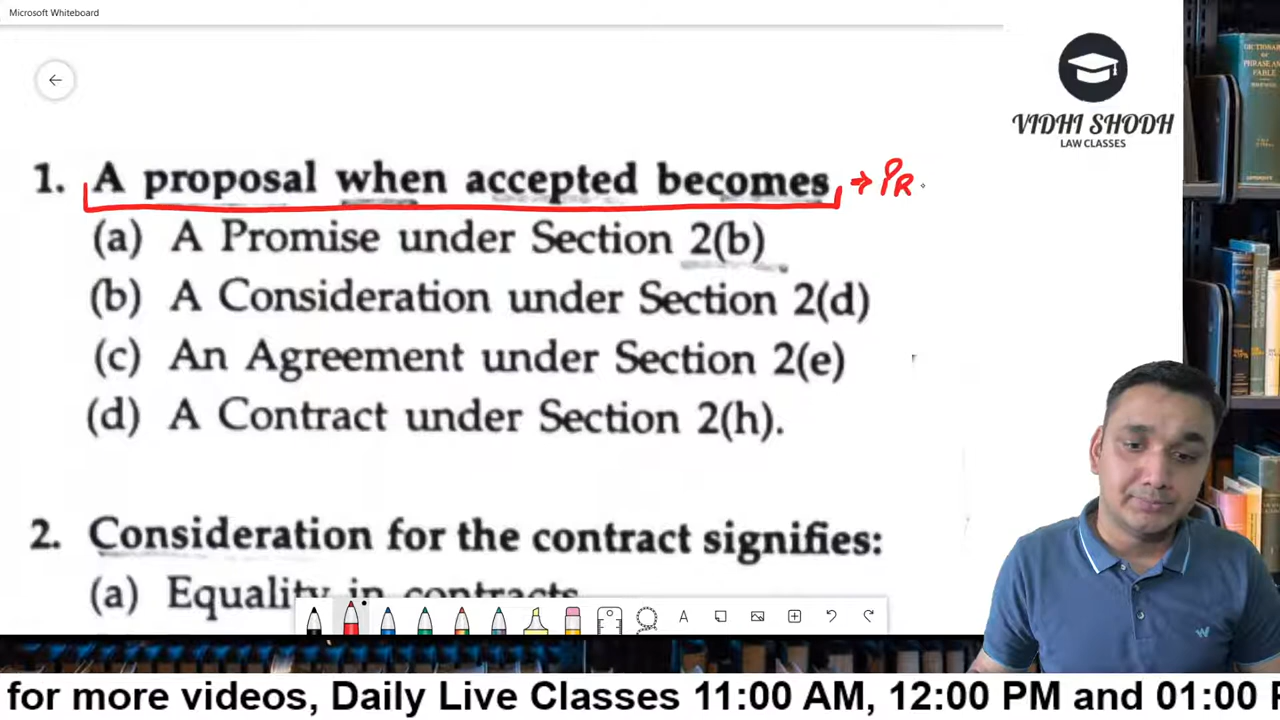 Microsoft Whiteboard
VIDHI SHODH
LAW CLASSES
1. A proposal when accepted becomes → PR
(a) A Promise under Section 2(b)
(b) A Consideration under Section 2(d)
(c) An Agreement under Section 2(e)
(d) A Contract under Section 2(h).
2. Consideration for the contract signifies:
(a) Equality in contracts
for more videos, Daily Live Classes 11:00 AM, 12:00 PM and 01:00